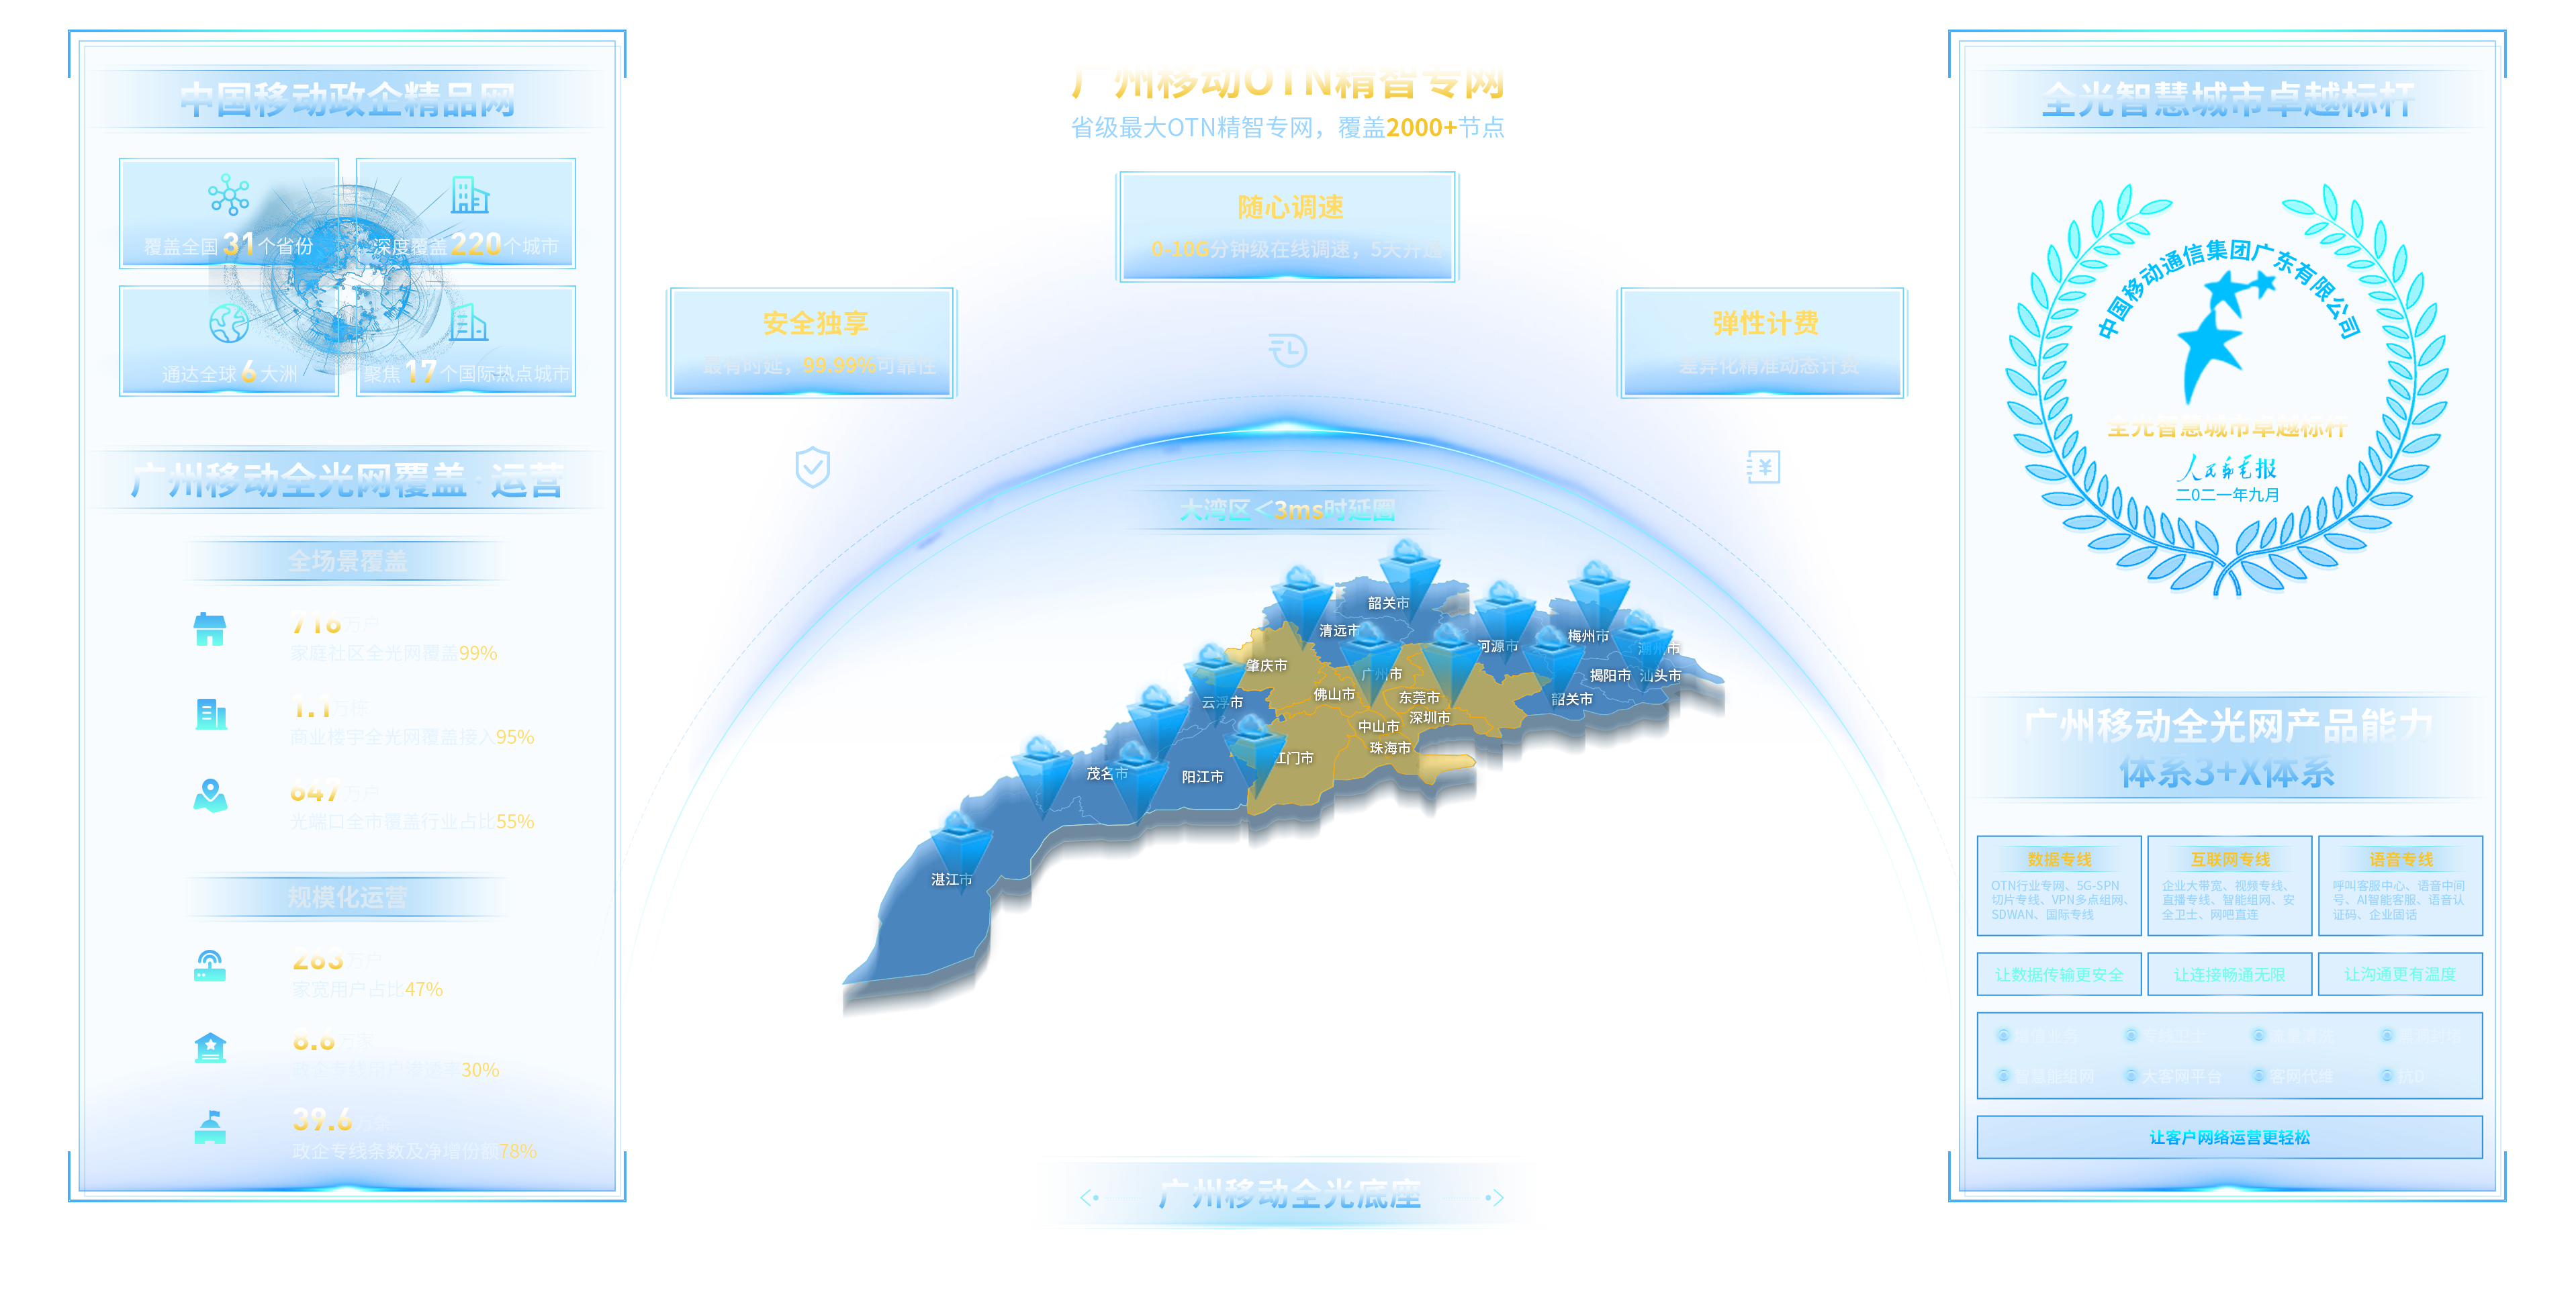 中国移动政企精品网
覆盖全国31个省份
深度覆盖220个城市
通达全球6大洲
聚焦17个国际热点城市
广州移动全光网覆盖·运营
全场景覆盖
716万户
家庭社区全光网覆盖99%
1.1万栋
商业楼宇全光网覆盖接入95%
647万户
光端口全市覆盖行业占比55%
规模化运营
263万户
家宽用户占比47%
8.6万家
30%
39.6万条
政企专线条数及净增份额78%
广州移动OTN精智专网
省级最大OTN精智专网，覆盖2000+节点
随心调速
0-10G分钟级在线调速，5天开通
安全独享
最有时延，99.99%可靠性
弹性计费
差异化精准动态计费
大湾区<3ms时延圈
韶关市
清远市
河源市
梅州市
潮州市
肇庆市
广州市
揭阳市
汕头市
佛山市
东莞市
韶关市
云浮市
深圳市
中山市
珠海市
江门市
茂名市
阳江市
湛江市
广州移动全光底座
全光智慧城市卓越标杆
中国移动通信集团广东有限公司
全光智慧城市卓越标杆
人民邮电报
二〇二一年九月
广州移动全光网产品能力
体系3+X体系
数据专线
OTN行业专网、5G-SPN
切片专线、VPN多点组网、
SDWAN、国际专线
互联网专线
企业大带宽、视频专线、
直播专线、智能组网、安
全卫士、网吧直连
语音专线
呼叫客服中心、语音中间
号、AI智能客服、语音认
证码、企业固话
让数据传输更安全
让连接畅通无限
让沟通更有温度
大客网平台
客网代维
让客户网络运营更轻松